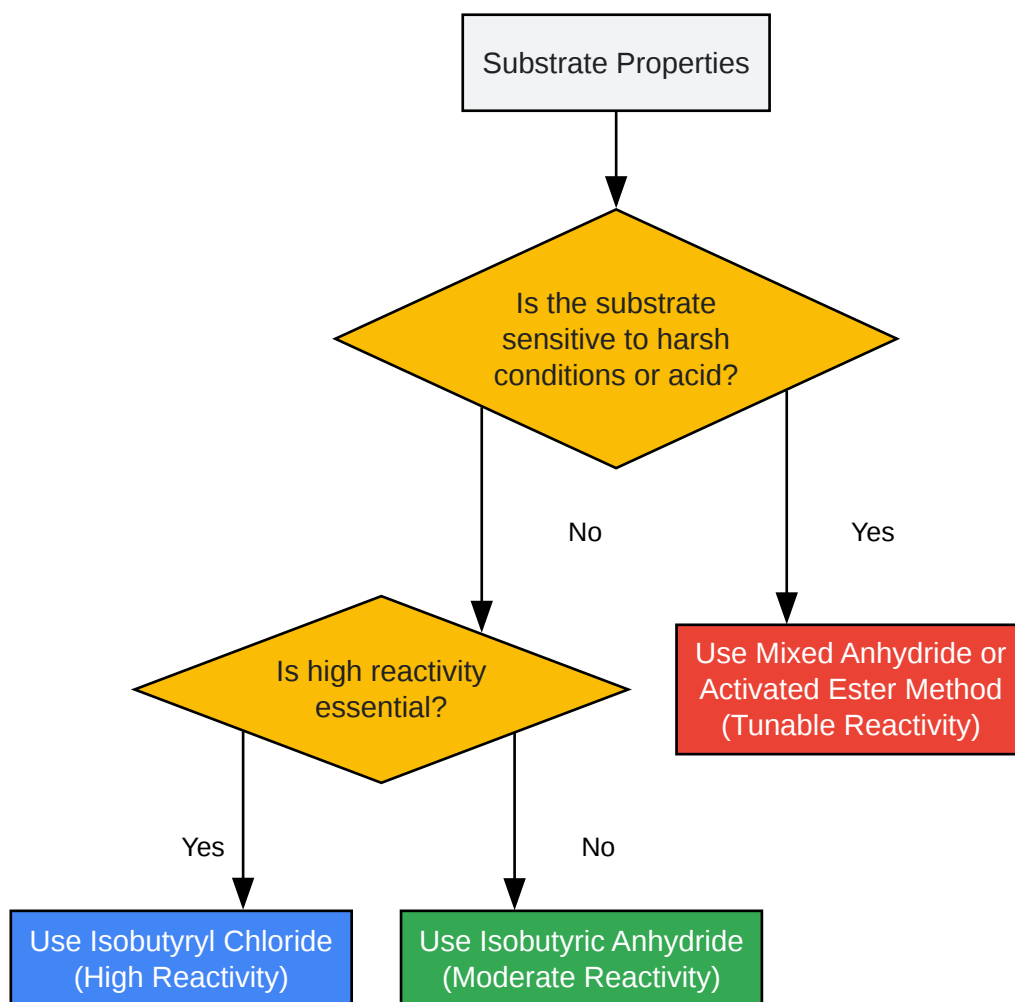 Substrate Properties
Is the substrate
sensitive to harsh
conditions or acid?
No
Yes
Is high reactivity
essential?
Use Mixed Anhydride or
Activated Ester Method
(Tunable Reactivity)
Yes
No
Use Isobutyryl Chloride
(High Reactivity)
Use Isobutyric Anhydride
(Moderate Reactivity)